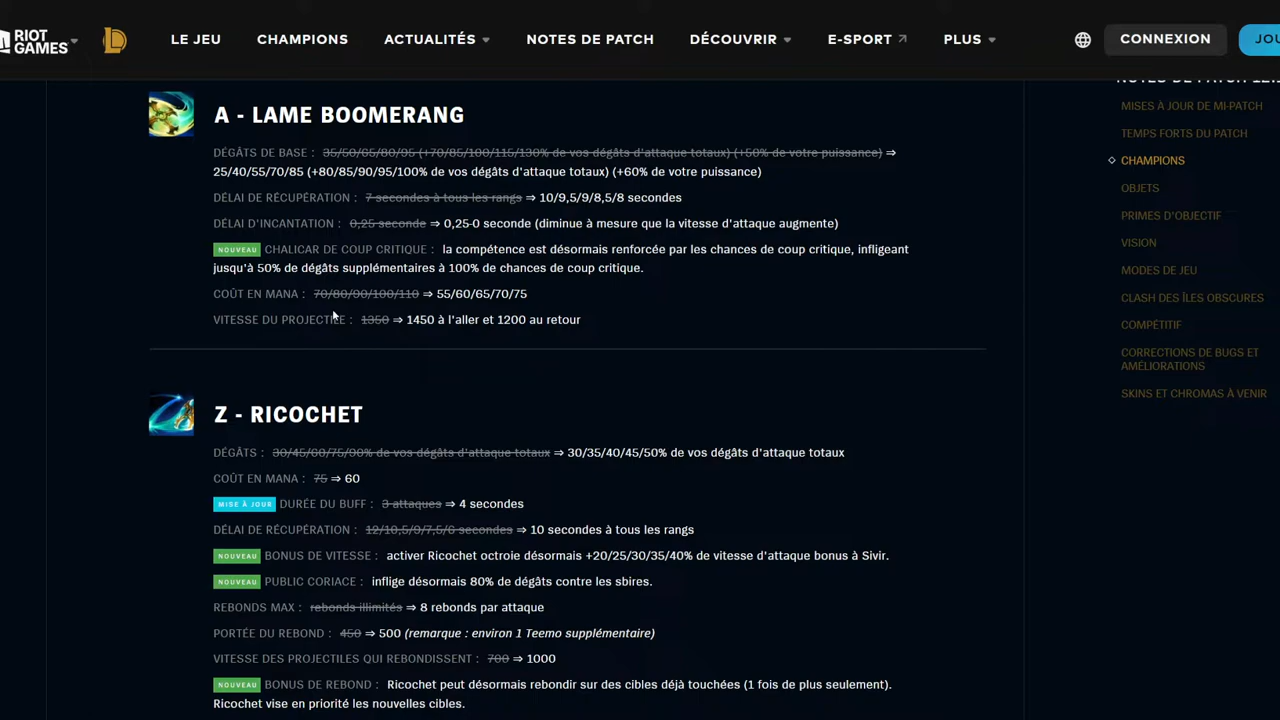 RIOT GAMES
LE JEU
CHAMPIONS
ACTUALITÉS
NOTES DE PATCH
DÉCOUVRIR
E-SPORT
PLUS
CONNEXION
JOU
A - LAME BOOMERANG
DÉGÂTS DE BASE : 35/50/65/80/95 (+70/85/100/115/130% de vos dégâts d'attaque totaux) (+50% de votre puissance) ⇒
25/40/55/70/85 (+80/85/90/95/100% de vos dégâts d'attaque totaux) (+60% de votre puissance)
DÉLAI DE RÉCUPÉRATION : 7 secondes à tous les rangs ⇒ 10/9,5/9/8,5/8 secondes
DÉLAI D'INCANTATION : 0,25 seconde ⇒ 0,25-0 seconde (diminue à mesure que la vitesse d'attaque augmente)
NOUVEAU CHALICAR DE COUP CRITIQUE : la compétence est désormais renforcée par les chances de coup critique, infligeant
jusqu'à 50% de dégâts supplémentaires à 100% de chances de coup critique.
COÛT EN MANA : 70/80/90/100/110 ⇒ 55/60/65/70/75
VITESSE DU PROJECTILE : 1350 ⇒ 1450 à l'aller et 1200 au retour
Z - RICOCHET
DÉGÂTS : 30/45/60/75/90% de vos dégâts d'attaque totaux ⇒ 30/35/40/45/50% de vos dégâts d'attaque totaux
COÛT EN MANA : 75 ⇒ 60
MISE À JOUR DURÉE DU BUFF : 3 attaques ⇒ 4 secondes
DÉLAI DE RÉCUPÉRATION : 12/10,5/9/7,5/6 secondes ⇒ 10 secondes à tous les rangs
NOUVEAU BONUS DE VITESSE : activer Ricochet octroie désormais +20/25/30/35/40% de vitesse d'attaque bonus à Sivir.
NOUVEAU PUBLIC CORIACE : inflige désormais 80% de dégâts contre les sbires.
REBONDS MAX : rebonds illimités ⇒ 8 rebonds par attaque
PORTÉE DU REBOND : 450 ⇒ 500 (remarque : environ 1 Teemo supplémentaire)
VITESSE DES PROJECTILES QUI REBONDISSENT : 700 ⇒ 1000
NOUVEAU BONUS DE REBOND : Ricochet peut désormais rebondir sur des cibles déjà touchées (1 fois de plus seulement).
Ricochet vise en priorité les nouvelles cibles.
MISES À JOUR DE MI-PATCH
TEMPS FORTS DU PATCH
CHAMPIONS
OBJETS
PRIMES D'OBJECTIF
VISION
MODES DE JEU
CLASH DES ÎLES OBSCURES
COMPÉTITIF
CORRECTIONS DE BUGS ET
AMÉLIORATIONS
SKINS ET CHROMAS À VENIR